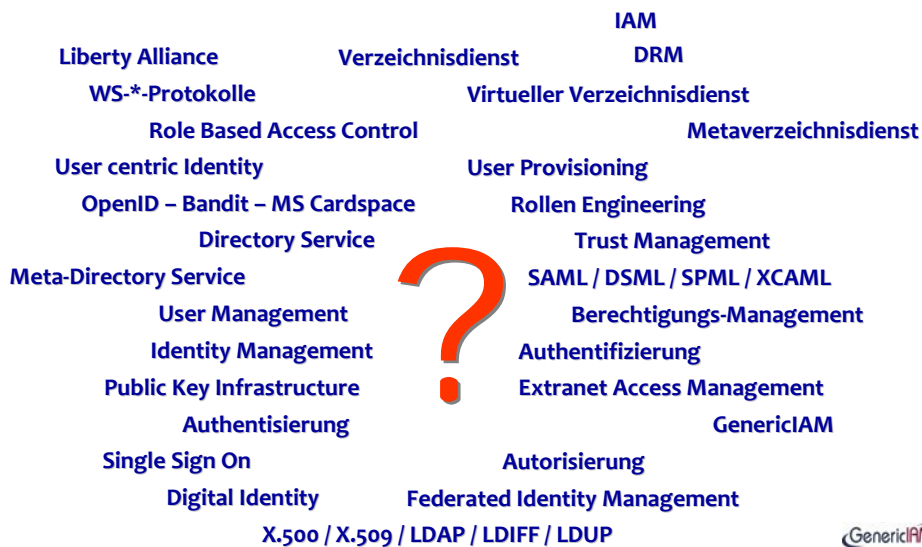 IAM
Liberty Alliance Verzeichnisdienst DRM
WS-*-Protokolle Virtueller Verzeichnisdienst
Role Based Access Control Metaverzeichnisdienst
User centric Identity User Provisioning
OpenID – Bandit – MS Cardspace Rollen Engineering
Directory Service Trust Management
Meta-Directory Service SAML / DSML / SPML / XCAML
User Management Berechtigungs-Management
Identity Management Authentifizierung
?
Public Key Infrastructure Extranet Access Management
Authentisierung GenericIAM
Single Sign On Autorisierung
Digital Identity Federated Identity Management
X.500 / X.509 / LDAP / LDIFF / LDUP